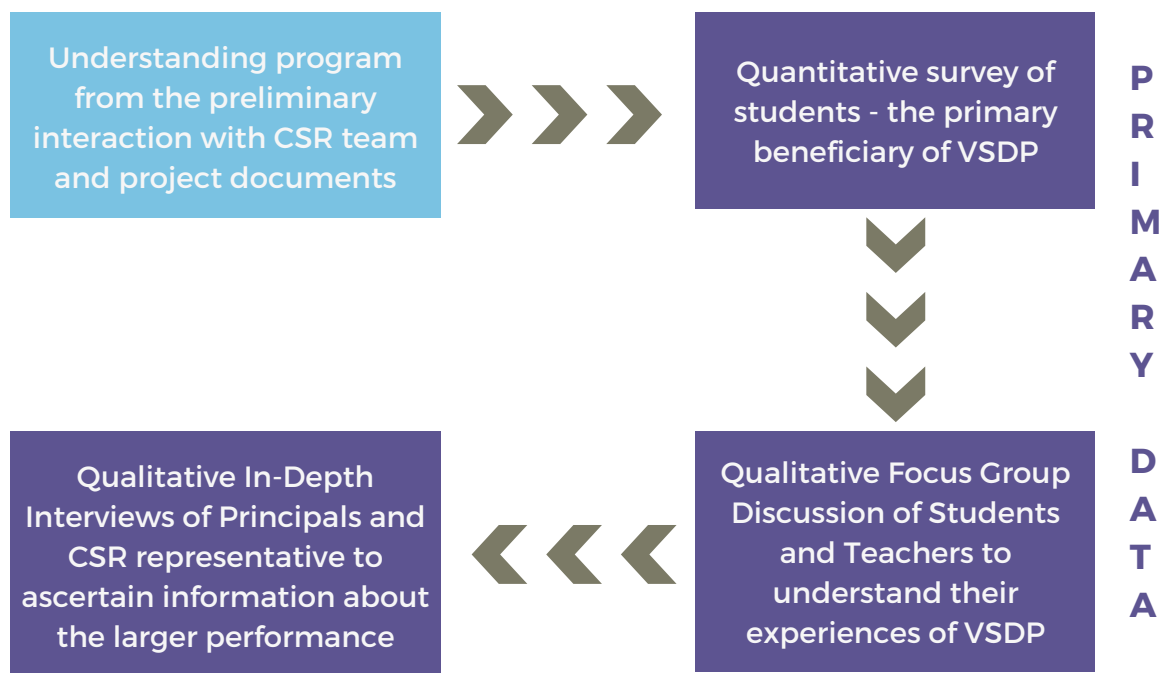 Understanding program
from the preliminary
interaction with CSR team
and project documents
Quantitative survey of
students - the primary
beneficiary of VSDP
Qualitative Focus Group
Discussion of Students
and Teachers to
understand their
experiences of VSDP
Qualitative In-Depth
Interviews of Principals and
CSR representative to
ascertain information about
the larger performance
P
R
I
M
A
R
Y
D
A
T
A